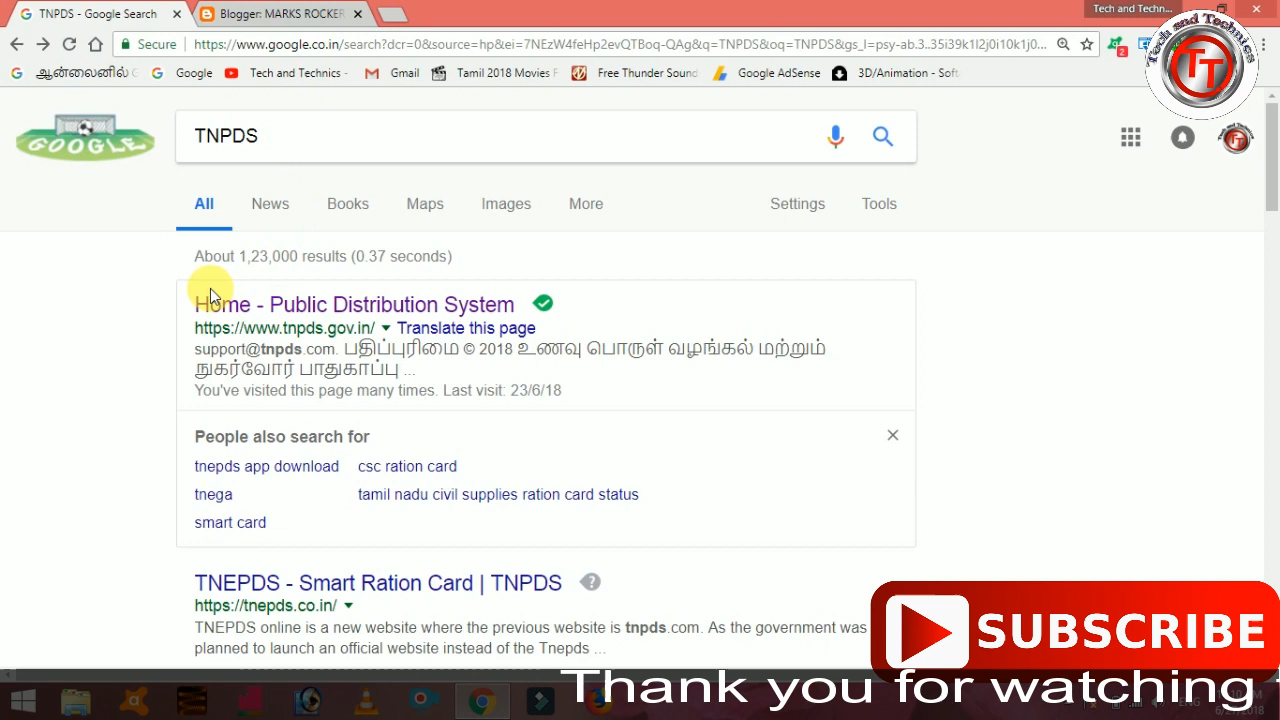 TNPDS - Google Search
Blogger: MARKS ROCKER
Tech and Techn...
Secure
https://www.google.co.in/search?dcr=0&source=hp&ei=7NEzW4feHp2evQTBoq-QAg&q=TNPDS&oq=TNPDS&gs_l=psy-ab.3..35i39k1l2j0i10k1j0...
2
ஆன்லைனில்
Google
Tech and Technics -
Gmail
Tamil 2018 Movies F
Free Thunder Sound
Google AdSense
3D/Animation - Soft
Tech and Technics
TT
GOOGLE
TNPDS
All
News
Books
Maps
Images
More
Settings
Tools
About 1,23,000 results (0.37 seconds)
Home - Public Distribution System
https://www.tnpds.gov.in/ Translate this page
support@tnpds.com. பதிப்புரிமை © 2018 உணவு பொருள் வழங்கல் மற்றும்
நுகர்வோர் பாதுகாப்பு ...
You've visited this page many times. Last visit: 23/6/18
People also search for
tnepds app download
csc ration card
tnega
tamil nadu civil supplies ration card status
smart card
TNEPDS - Smart Ration Card | TNPDS
https://tnepds.co.in/
TNEPDS online is a new website where the previous website is tnpds.com. As the government was
planned to launch an official website instead of the Tnepds ...
SUBSCRIBE
Thank you for watching